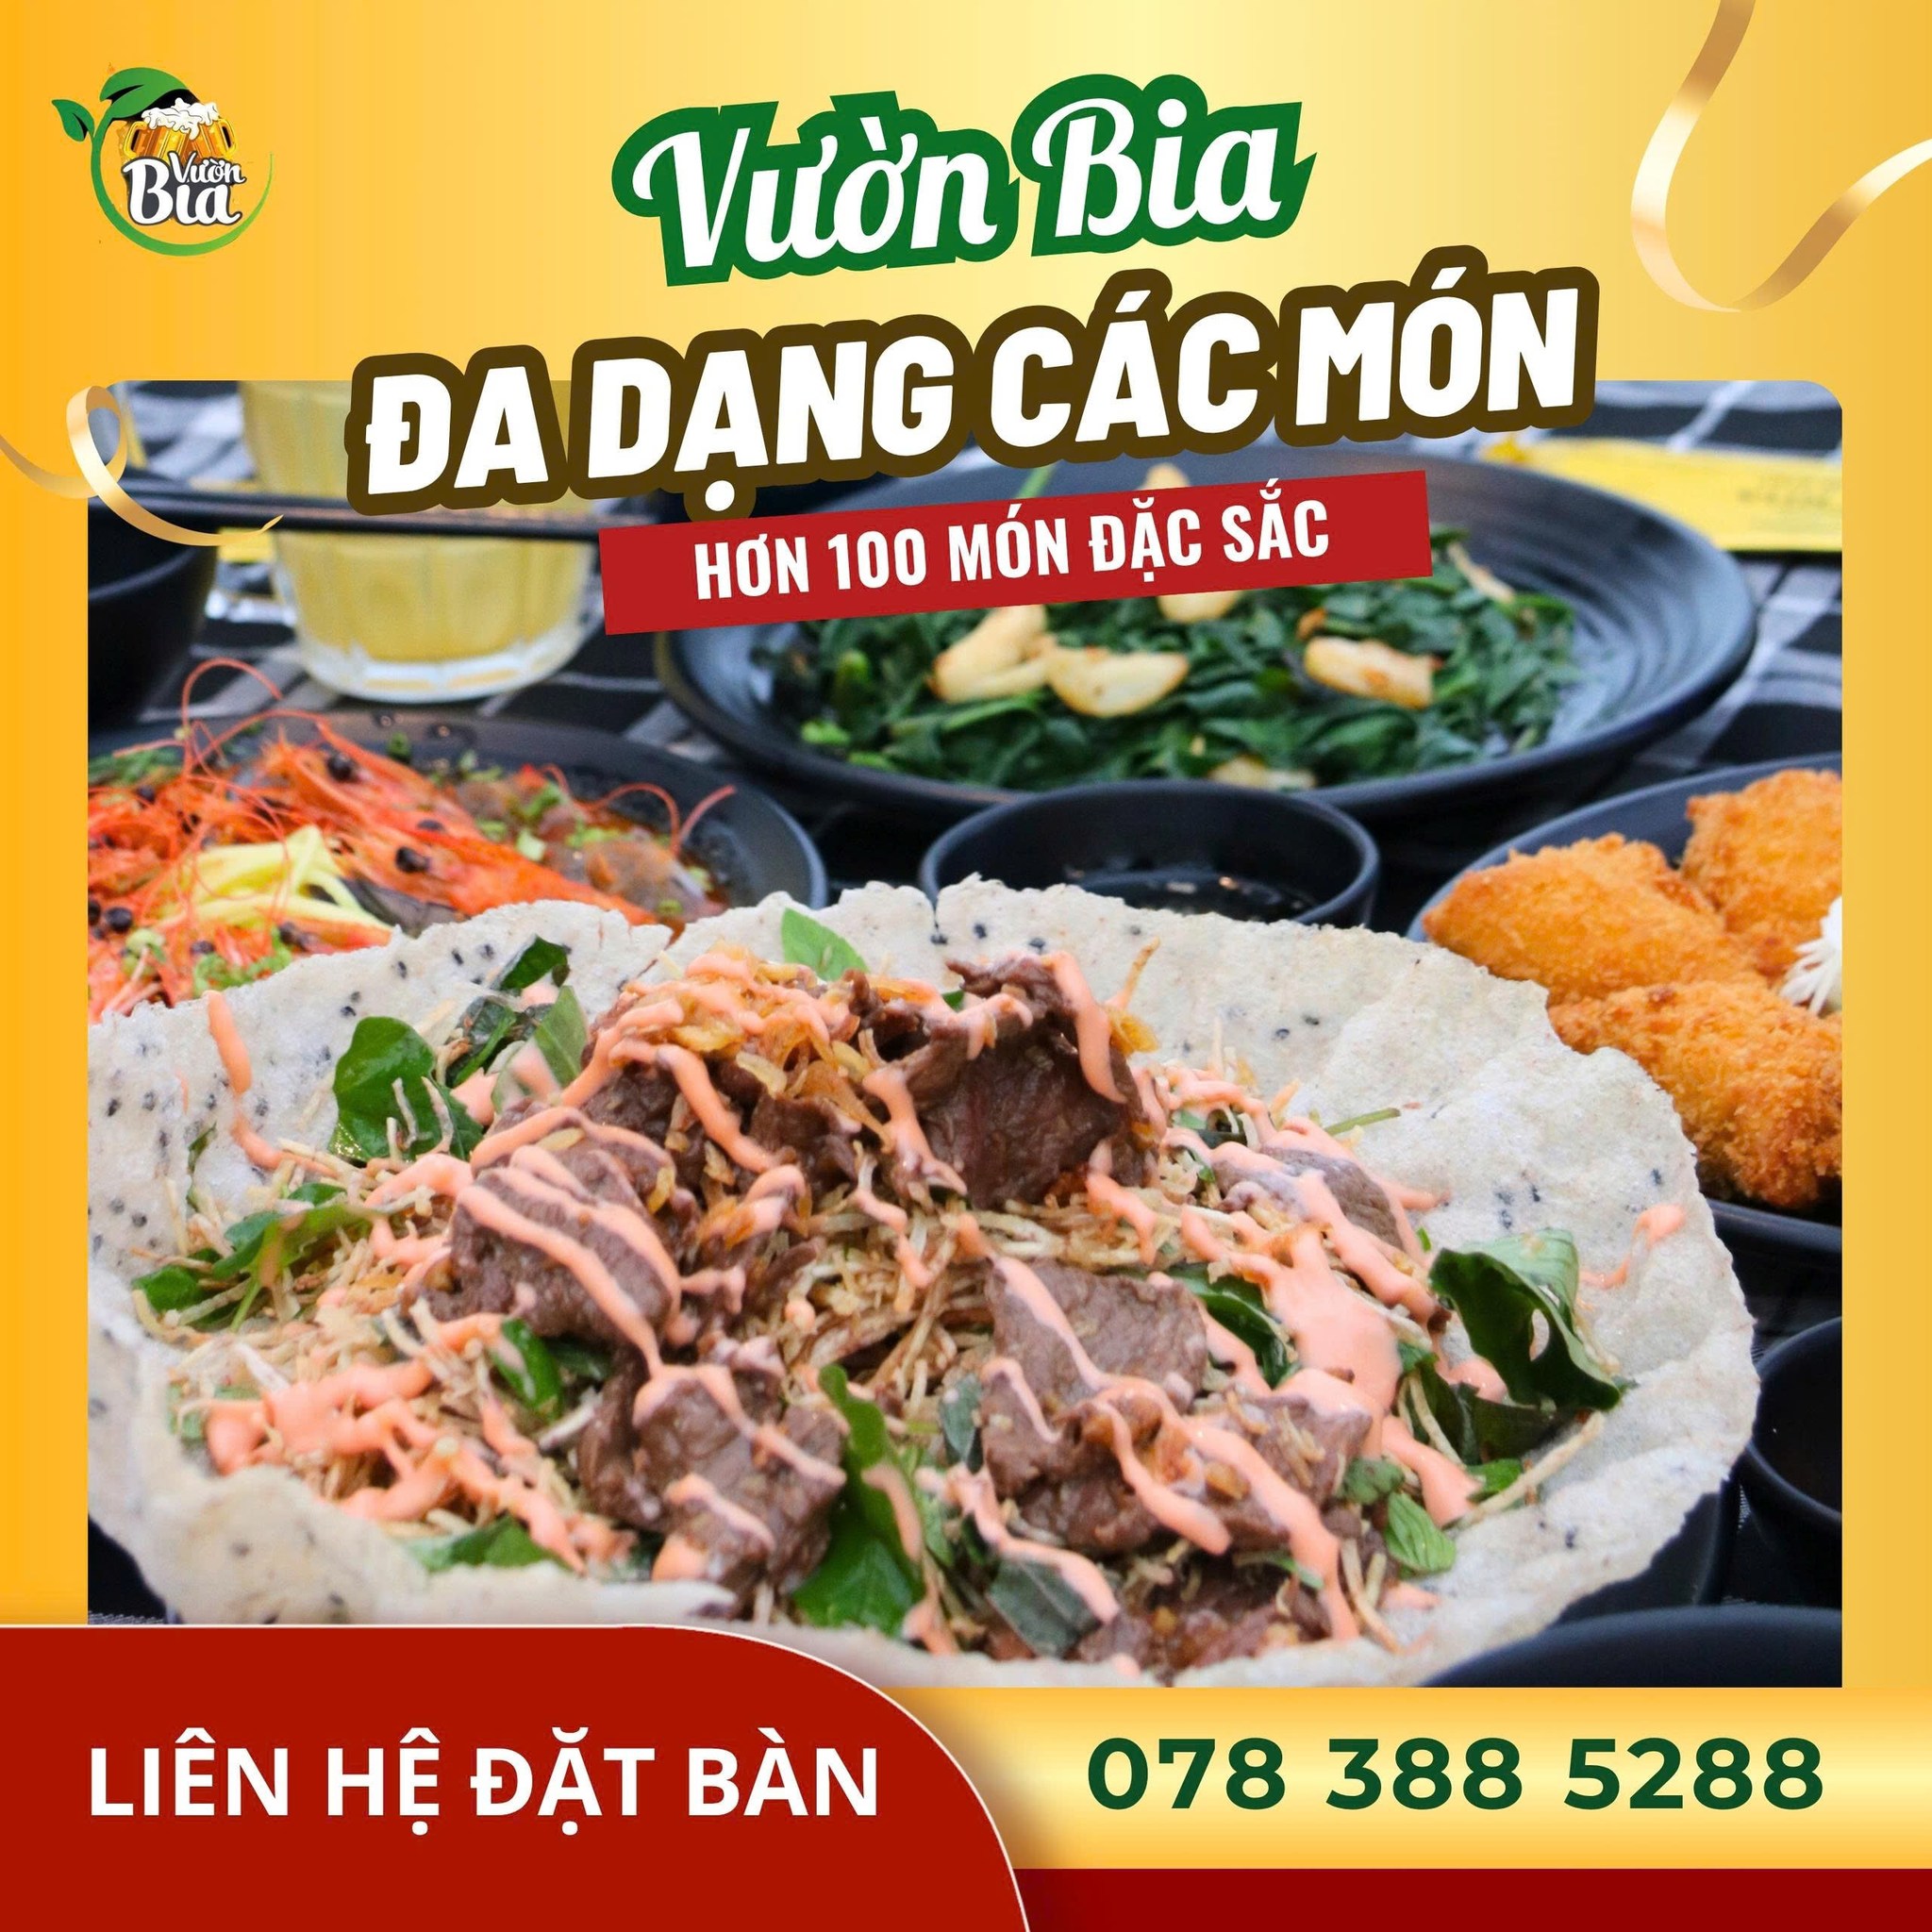 Vườn
Bia
Vườn Bia
ĐA DẠNG CÁC MÓN
HƠN 100 MÓN ĐẶC SẮC
LIÊN HỆ ĐẶT BÀN
078 388 5288